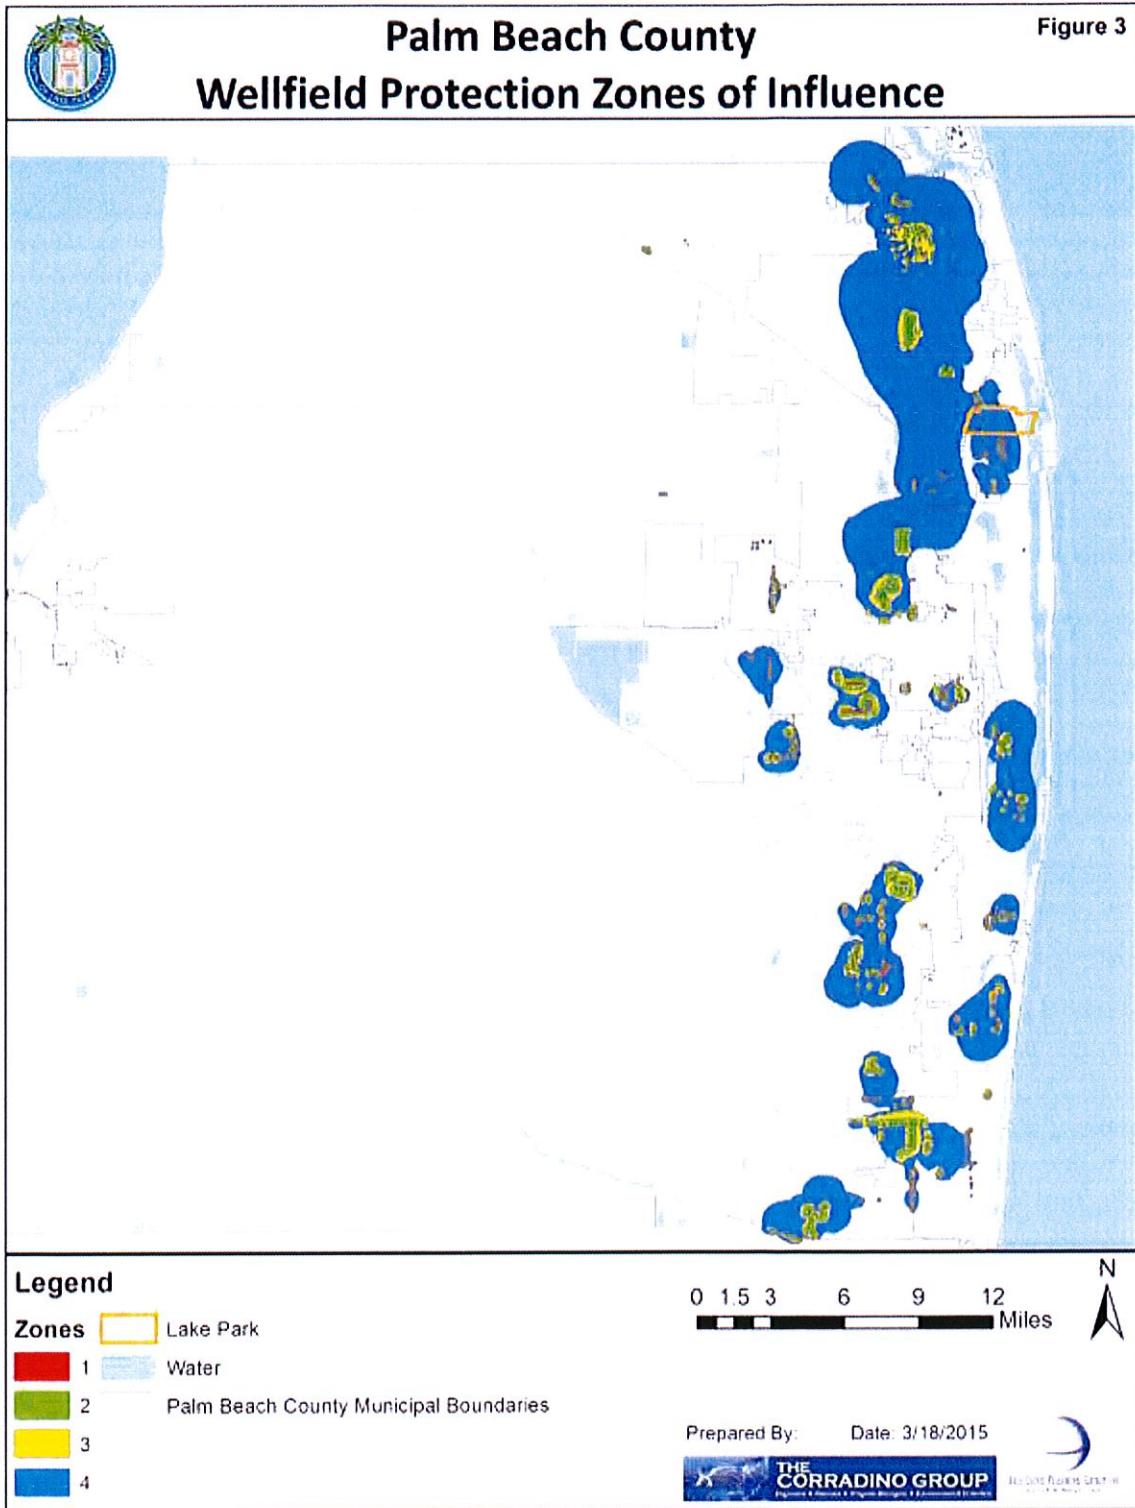 Palm Beach County
Wellfield Protection Zones of Influence
Figure 3
Legend
Zones
1
2
3
4
Lake Park
Water
Palm Beach County Municipal Boundaries
0 1.5 3 6 9 12
Miles
N
Prepared By: Date: 3/18/2015
THE
CORRADINO GROUP